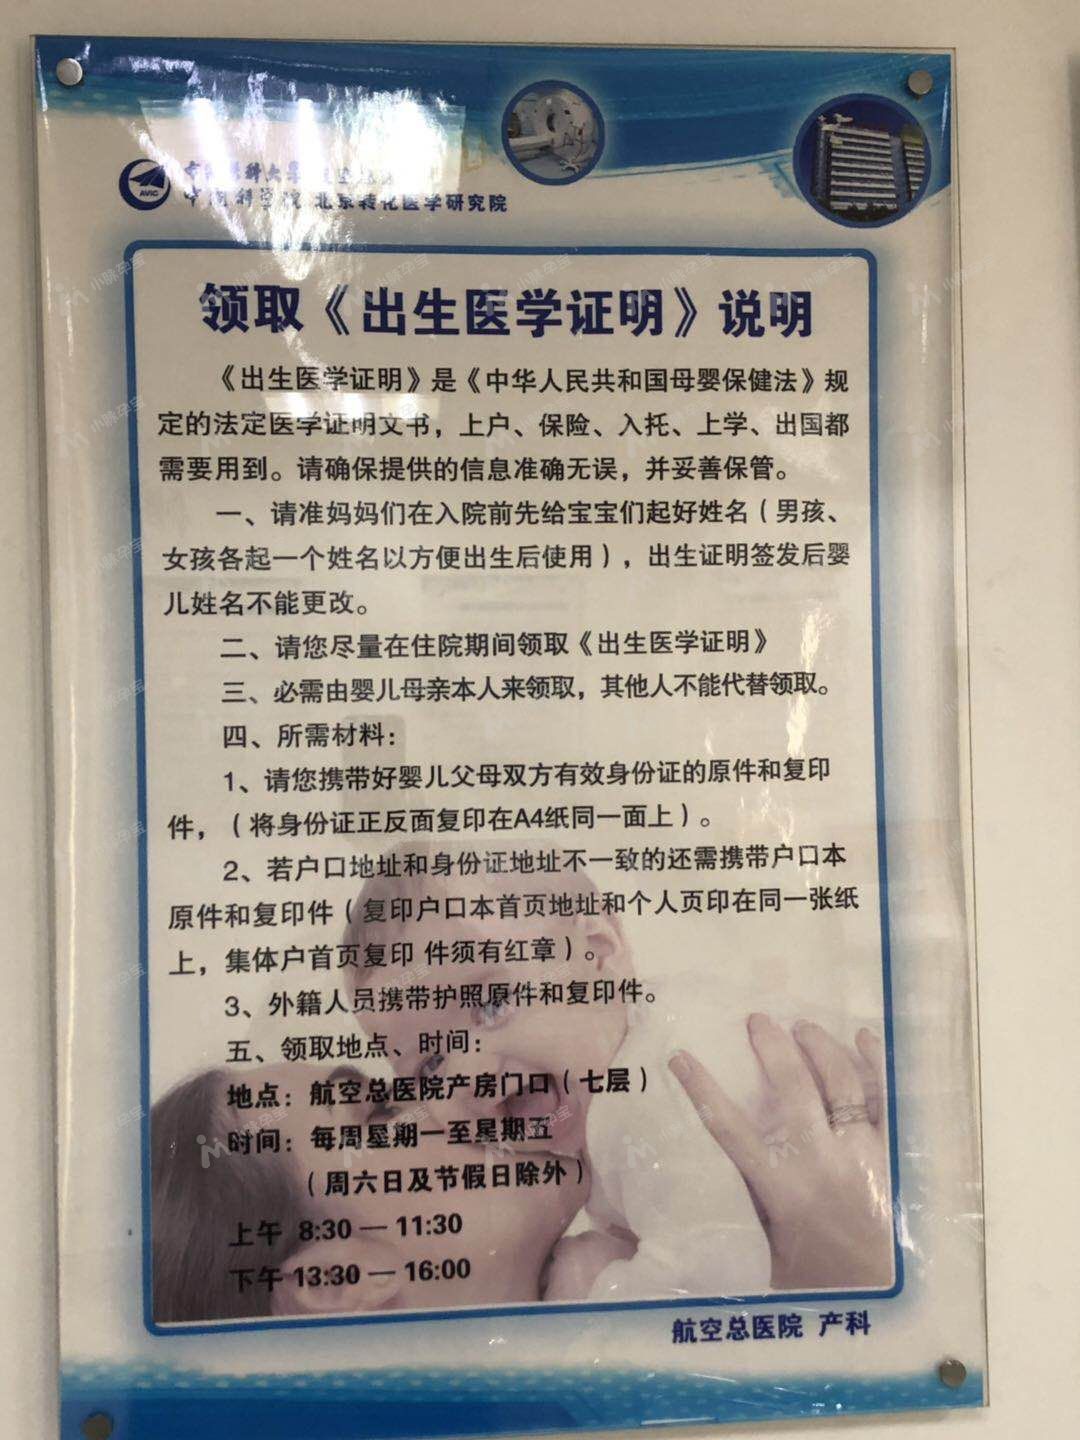 AVIC
中国科学院 北京转化医学研究院
领取《出生医学证明》说明
《出生医学证明》是《中华人民共和国母婴保健法》规
定的法定医学证明文书，上户、保险、入托、上学、出国都
需要用到。请确保提供的信息准确无误，并妥善保管。
一、请准妈妈们在入院前先给宝宝们起好姓名（男孩、
女孩各起一个姓名以方便出生后使用），出生证明签发后婴
儿姓名不能更改。
二、请您尽量在住院期间领取《出生医学证明》
三、必需由婴儿母亲本人来领取，其他人不能代替领取。
四、所需材料：
1、请您携带好婴儿父母双方有效身份证的原件和复印
件，（将身份证正反面复印在A4纸同一面上）。
2、若户口地址和身份证地址不一致的还需携带户口本
原件和复印件（复印户口本首页地址和个人页印在同一张纸
上，集体户首页复印 件须有红章）。
3、外籍人员携带护照原件和复印件。
五、领取地点、时间：
地点：航空总医院产房门口（七层）
时间：每周星期一至星期五
（周六日及节假日除外）
上午 8:30 — 11:30
下午 13:30 — 16:00
航空总医院 产科
小脉孕宝